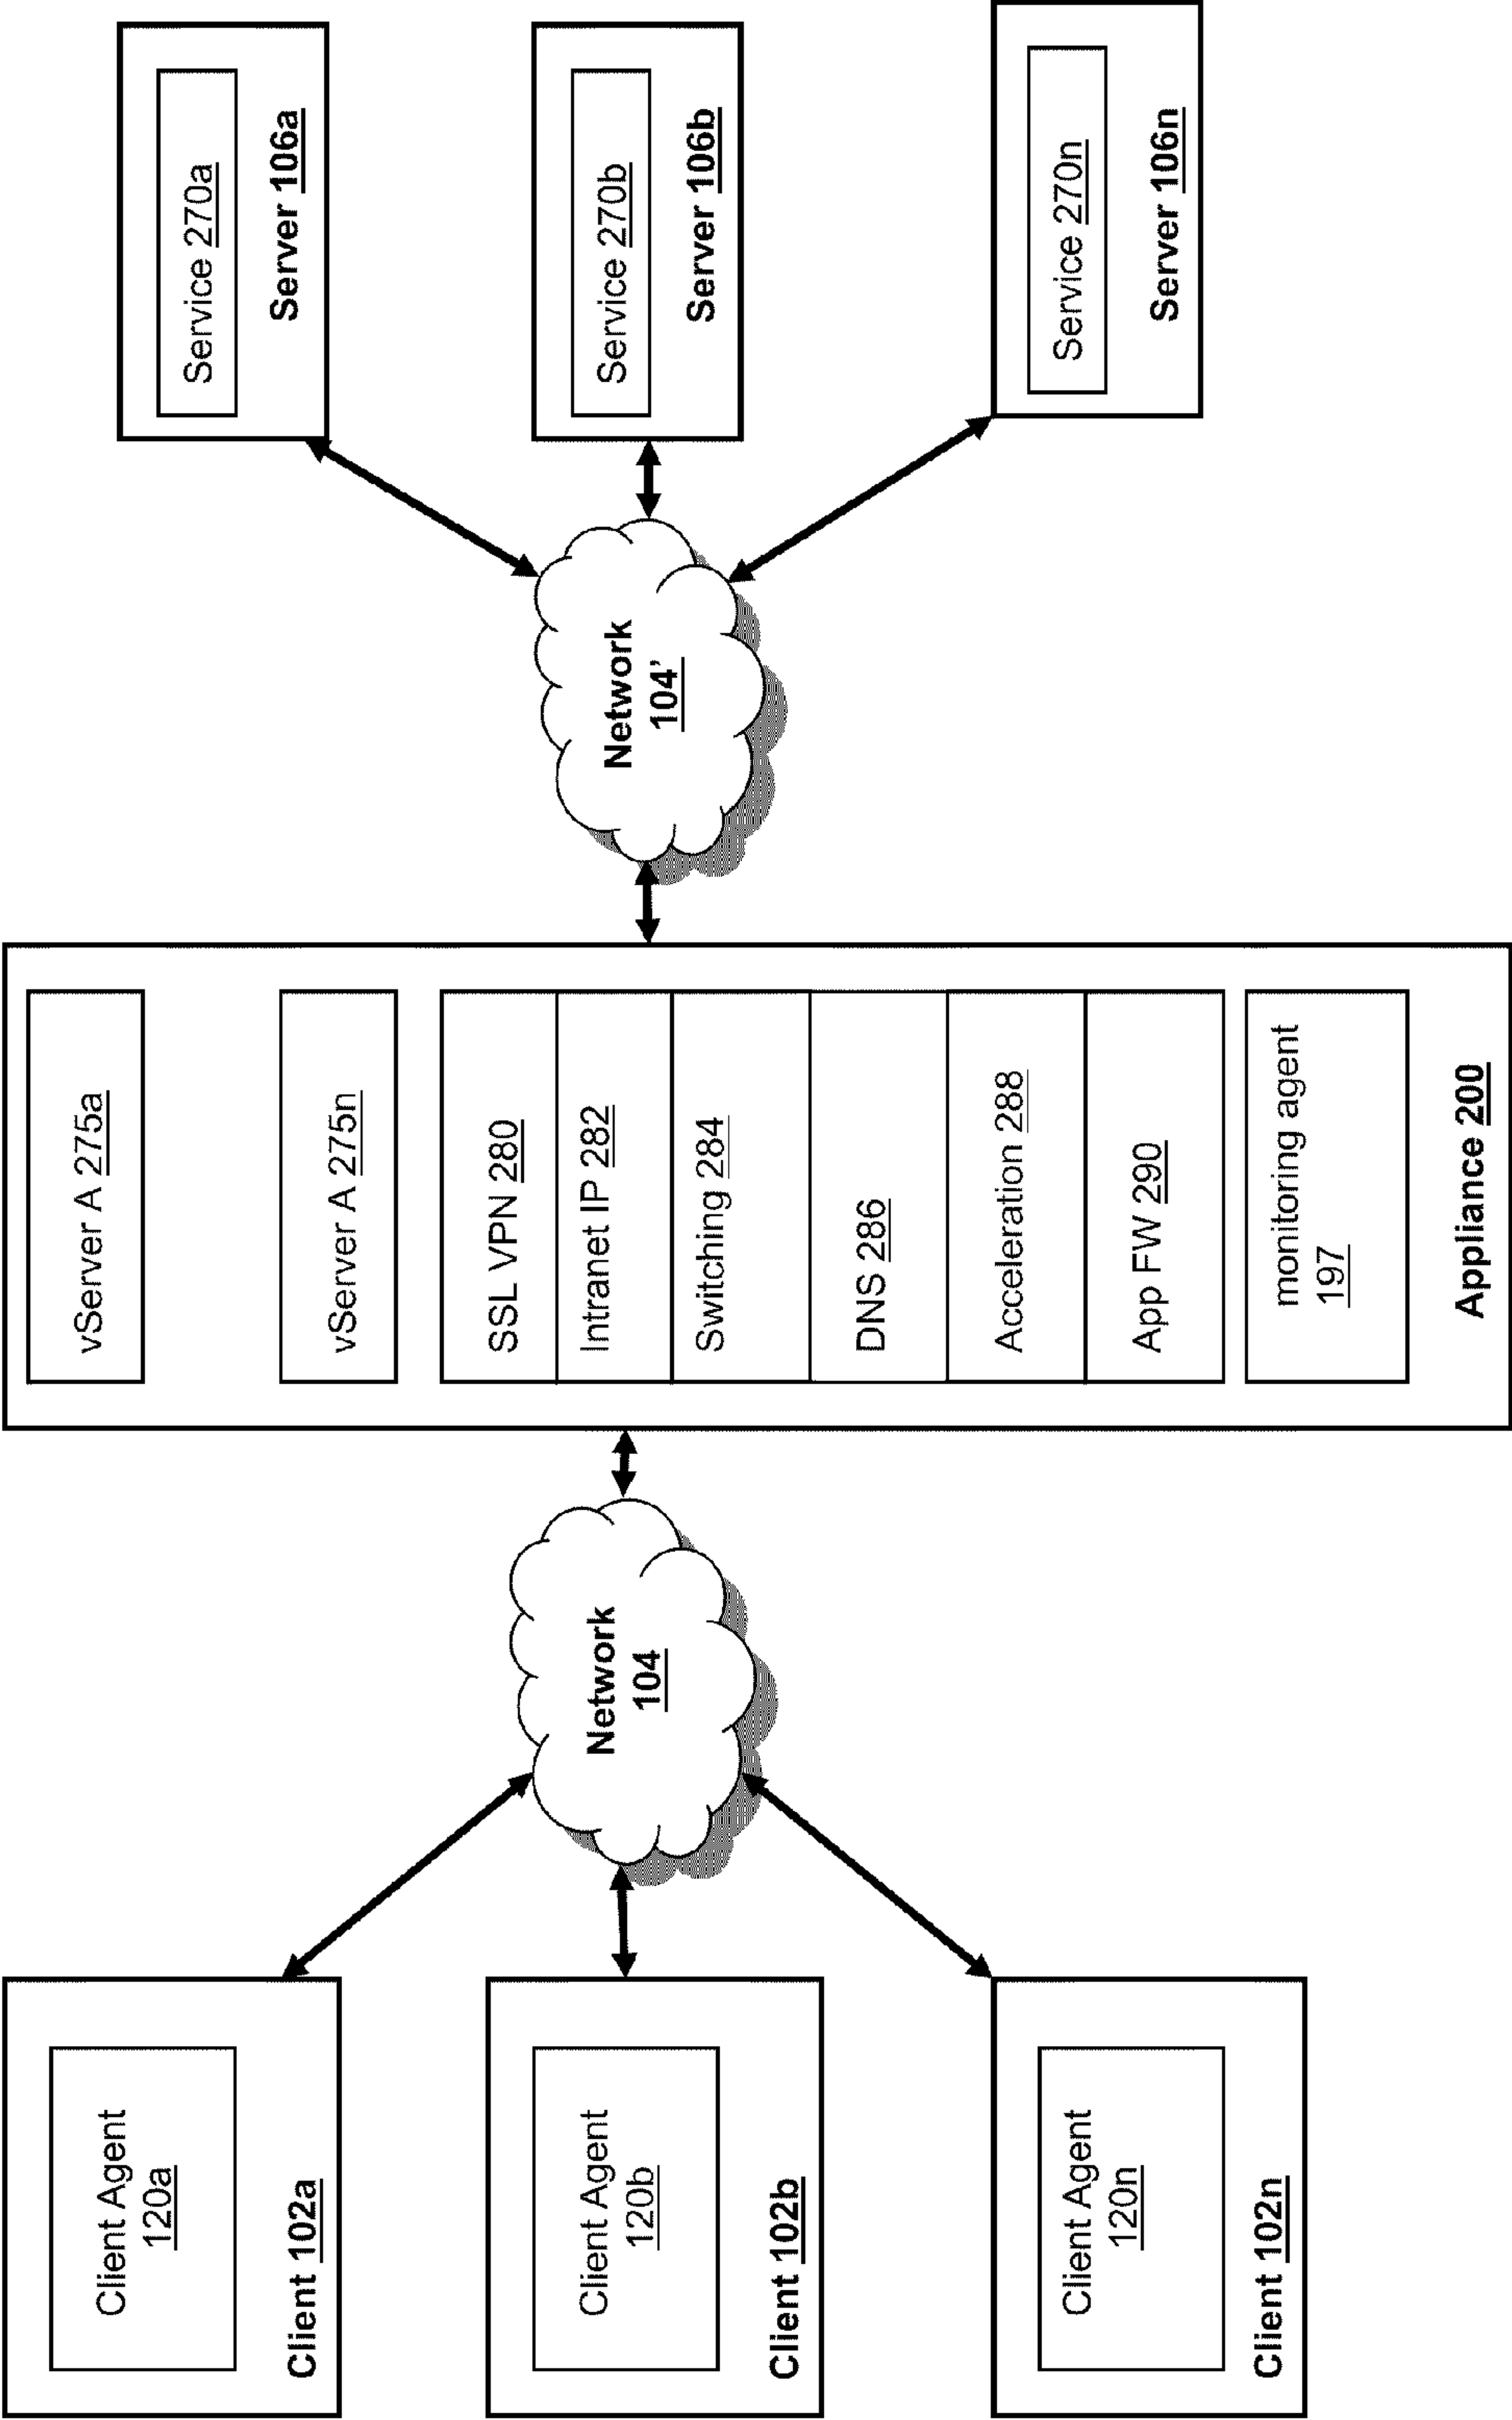 Client Agent
120a
Client 102a
Client Agent
120b
Client 102b
Client Agent
120n
Client 102n
Network
104
vServer A 275a
vServer A 275n
SSL VPN 280
Intranet IP 282
Switching 284
DNS 286
Acceleration 288
App FW 290
monitoring agent
197
Appliance 200
Network
104’
Service 270a
Server 106a
Service 270b
Server 106b
Service 270n
Server 106n